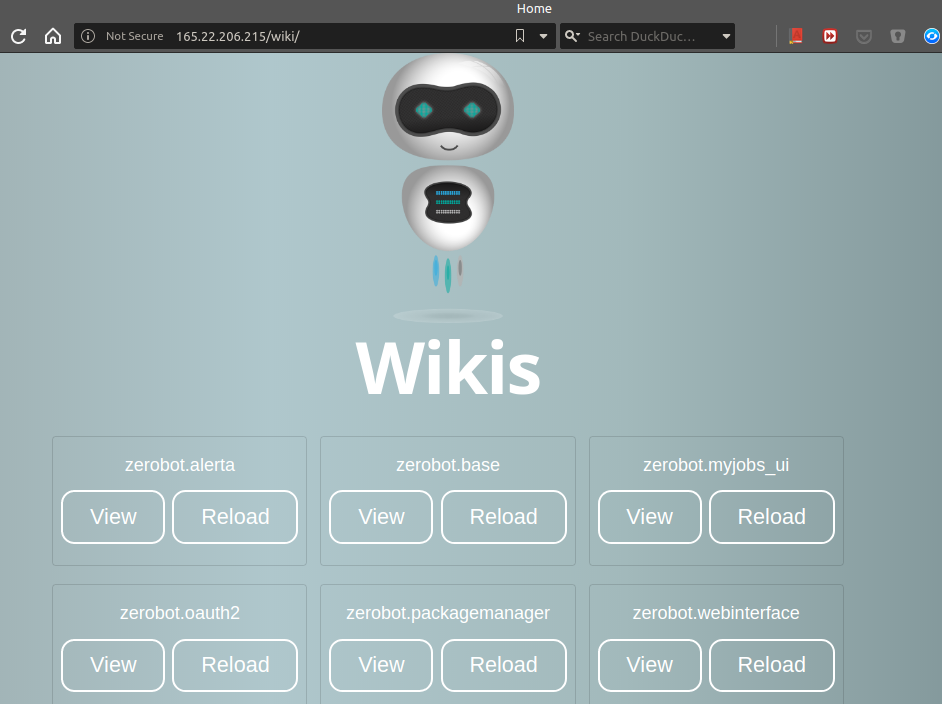 Home
Not Secure 165.22.206.215/wiki/ Search DuckDuc…
Wikis
zerobot.alerta zerobot.base zerobot.myjobs_ui
View Reload View Reload View Reload
zerobot.oauth2 zerobot.packagemanager zerobot.webinterface
View Reload View Reload View Reload